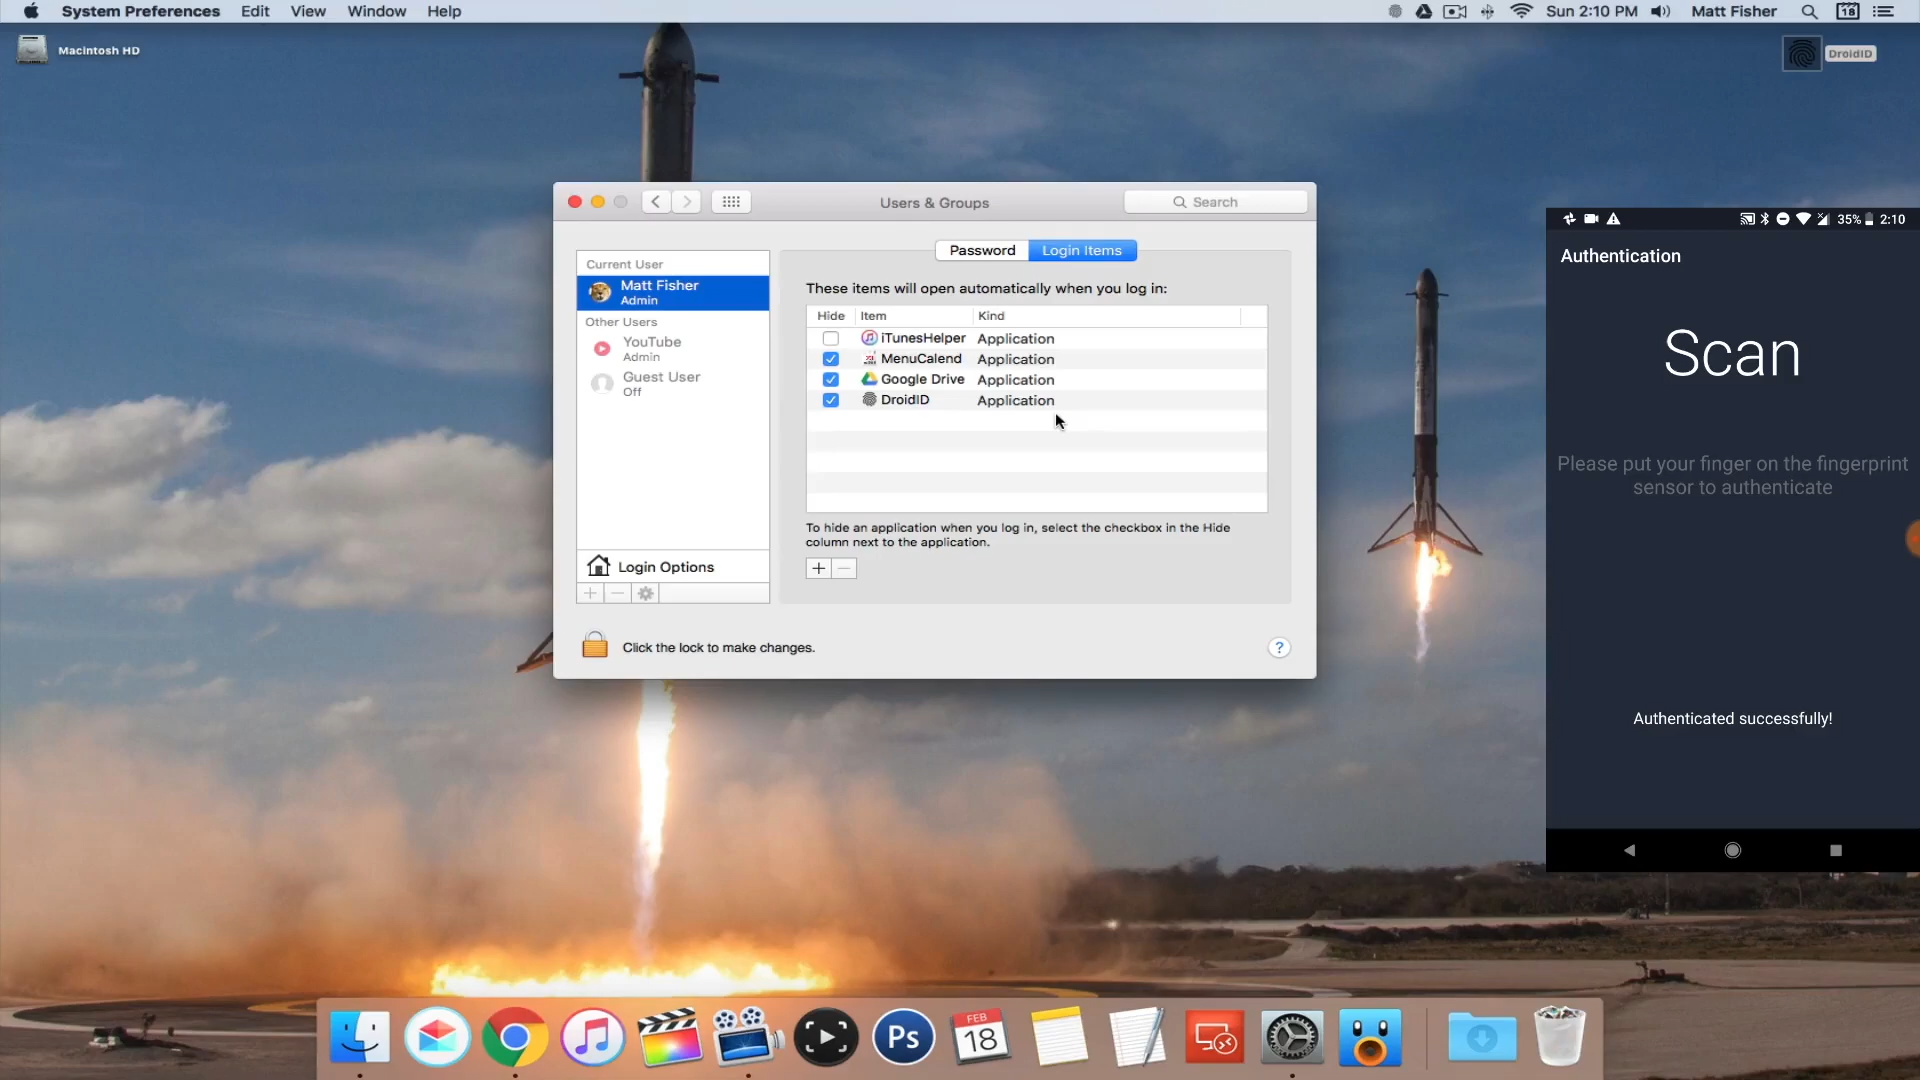 System Preferences Edit View Window Help
Sun 2:10 PM Matt Fisher 18
Macintosh HD
DroidID
Users & Groups
Search
Password Login Items
Current User
Matt Fisher
Admin
Other Users
YouTube
Admin
Guest User
Off
Login Options
These items will open automatically when you log in:
Hide Item Kind
iTunesHelper Application
MenuCalend Application
Google Drive Application
DroidID Application
To hide an application when you log in, select the checkbox in the Hide
column next to the application.
Click the lock to make changes.
?
35% 2:10
Authentication
Scan
Please put your finger on the fingerprint
sensor to authenticate
Authenticated successfully!
Ps
FEB
18